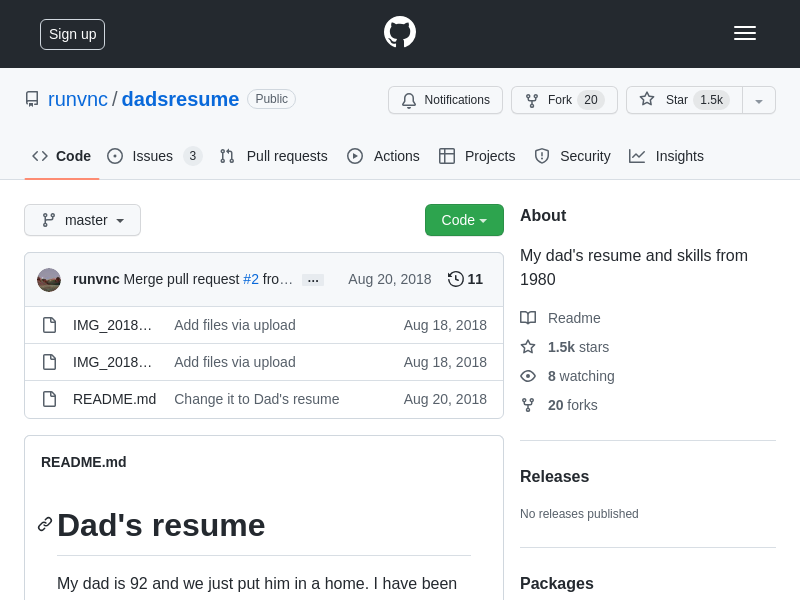 Sign up
runvnc / dadsresume Public
Notifications
Fork 20
Star 1.5k
Code
Issues 3
Pull requests
Actions
Projects
Security
Insights
master
Code
runvnc Merge pull request #2 fro… …
Aug 20, 2018
11
IMG_2018… Add files via upload Aug 18, 2018
IMG_2018… Add files via upload Aug 18, 2018
README.md Change it to Dad's resume Aug 20, 2018
README.md
Dad's resume
My dad is 92 and we just put him in a home. I have been
About
My dad's resume and skills from
1980
Readme
1.5k stars
8 watching
20 forks
Releases
No releases published
Packages